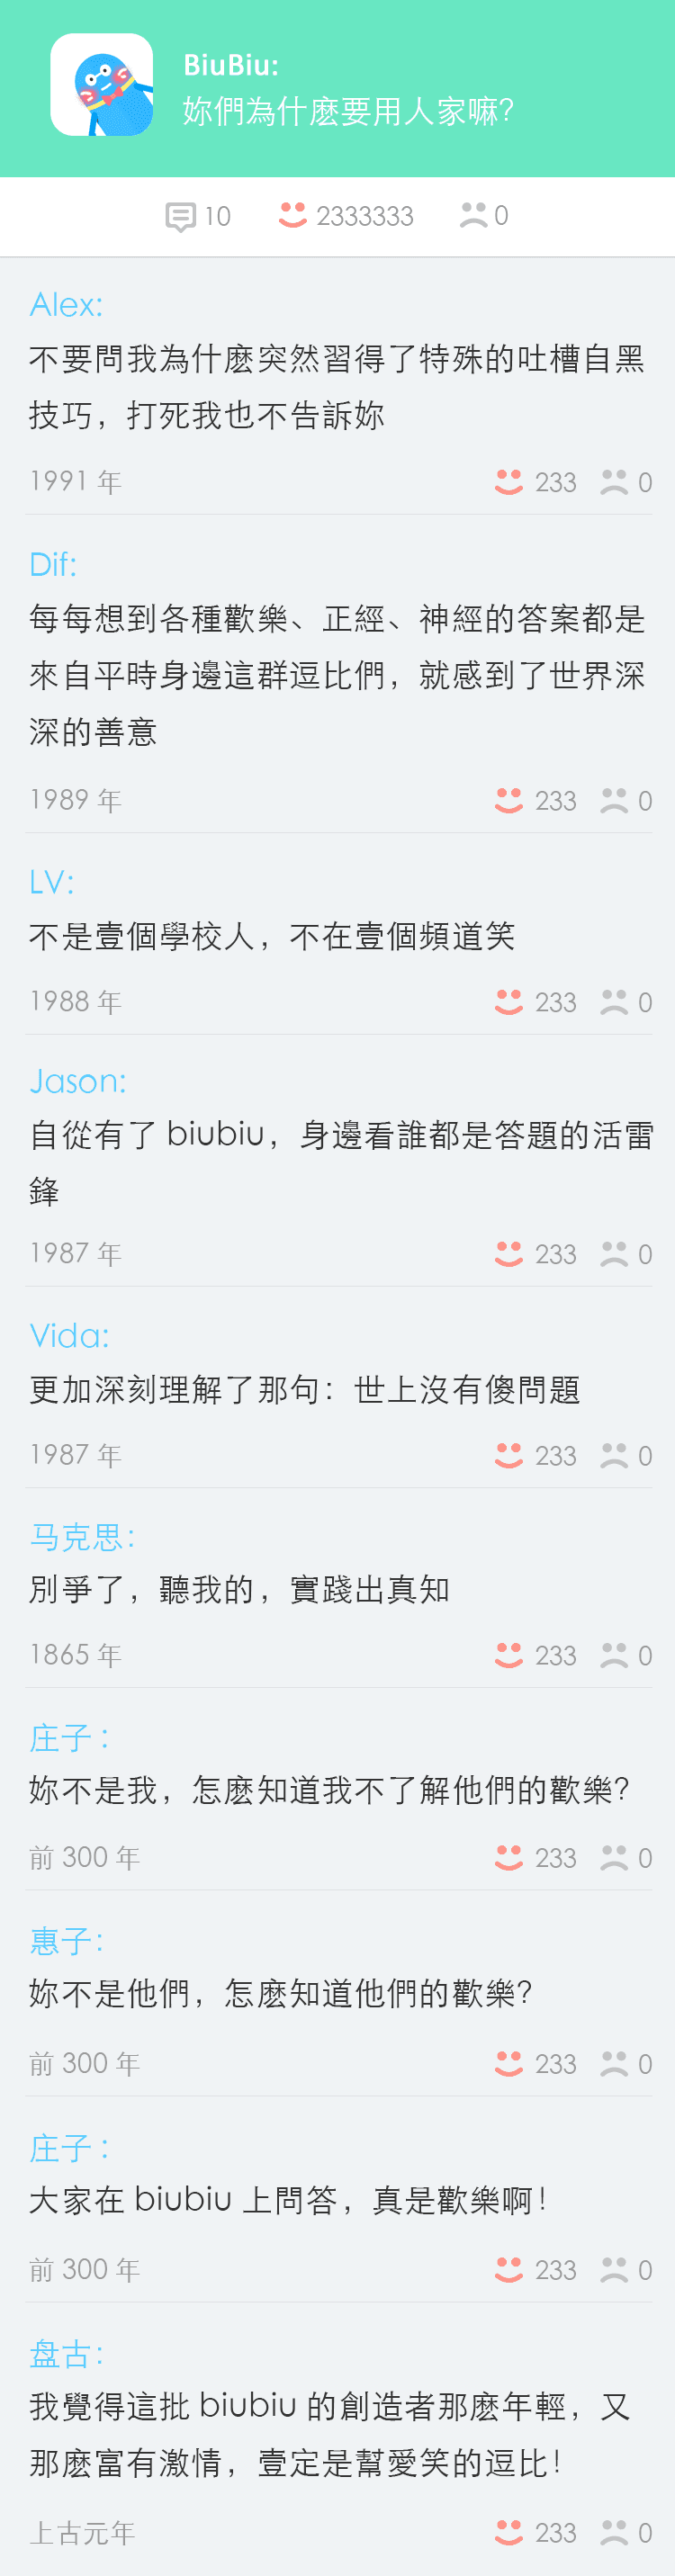 BiuBiu:
妳們為什麽要用人家嘛?
10 2333333 0
Alex:
不要問我為什麽突然習得了特殊的吐槽自黑
技巧，打死我也不告訴妳
1991 年 233 0
Dif:
每每想到各種歡樂、正經、神經的答案都是
來自平時身邊這群逗比們，就感到了世界深
深的善意
1989 年 233 0
LV:
不是壹個學校人，不在壹個頻道笑
1988 年 233 0
Jason:
自從有了 biubiu，身邊看誰都是答題的活雷
鋒
1987 年 233 0
Vida:
更加深刻理解了那句：世上沒有傻問題
1987 年 233 0
马克思:
別爭了，聽我的，實踐出真知
1865 年 233 0
庄子：
妳不是我，怎麽知道我不了解他們的歡樂?
前 300 年 233 0
惠子：
妳不是他們，怎麽知道他們的歡樂?
前 300 年 233 0
庄子：
大家在 biubiu 上問答，真是歡樂啊!
前 300 年 233 0
盘古：
我覺得這批 biubiu 的創造者那麽年輕，又
那麽富有激情，壹定是幫愛笑的逗比!
上古元年 233 0